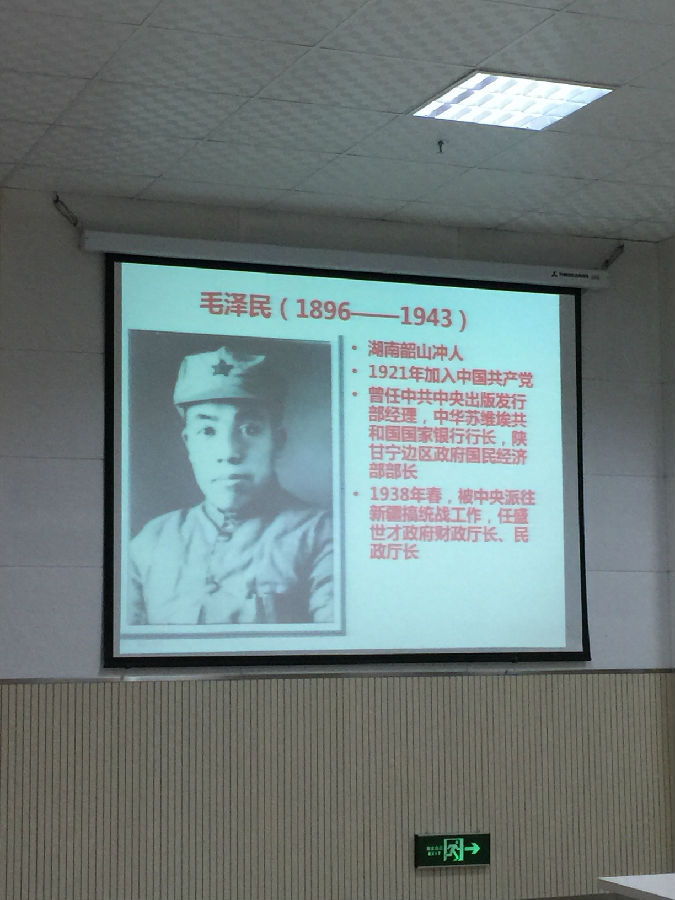 毛泽民（1896——1943）
• 湖南韶山冲人
• 1921年加入中国共产党
• 曾任中共中央出版发行
部经理，中华苏维埃共
和国国家银行行长，陕
甘宁边区政府国民经济
部部长
• 1938年春，被中央派往
新疆搞统战工作，任盛
世才政府财政厅长、民
政厅长